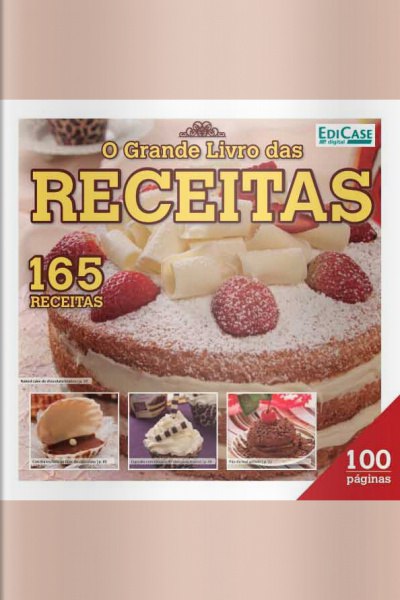 EDICASE
digital
O Grande Livro das
RECEITAS
165
RECEITAS
100
páginas